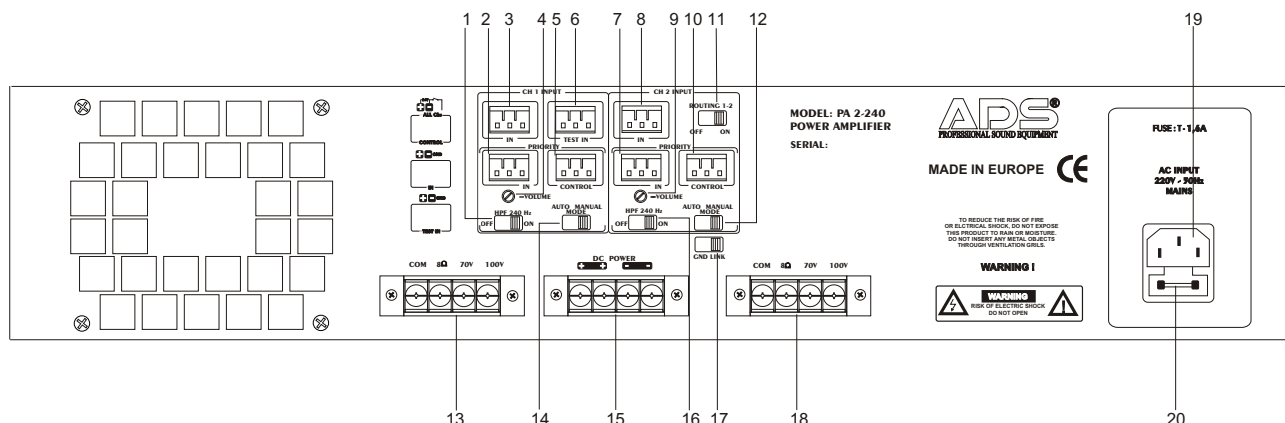 1 2 3 4 5 6 7 8 9 10 11 12 19
CH 1 INPUT CH 2 INPUT
ALL CHs
CONTROL
IN
TEST IN
IN TEST IN IN
ROUTING 1-2
OFF ON
PRIORITY PRIORITY
IN CONTROL IN CONTROL
VOLUME VOLUME
HPF 240 Hz
OFF ON
AUTO MANUAL
MODE
HPF 240 Hz
OFF ON
AUTO MANUAL
MODE
GND LINK
COM 8Ω 70V 100V
DC POWER
COM 8Ω 70V 100V
MODEL: PA 2-240
POWER AMPLIFIER
SERIAL:
APS®
PROFESSIONAL SOUND EQUIPMENT
MADE IN EUROPE CE
TO REDUCE THE RISK OF FIRE
OR ELCTRICAL SHOCK, DO NOT EXPOSE
THIS PRODUCT TO RAIN OR MOISTURE.
DO NOT INSERT ANY METAL OBJECTS
THROUGH VENTILATION GRILS.
WARNING !
WARNING
RISK OF ELECTRIC SHOCK
DO NOT OPEN
FUSE : T - 1,6A
AC INPUT
220V - 50Hz
MAINS
13 14 15 16 17 18 20